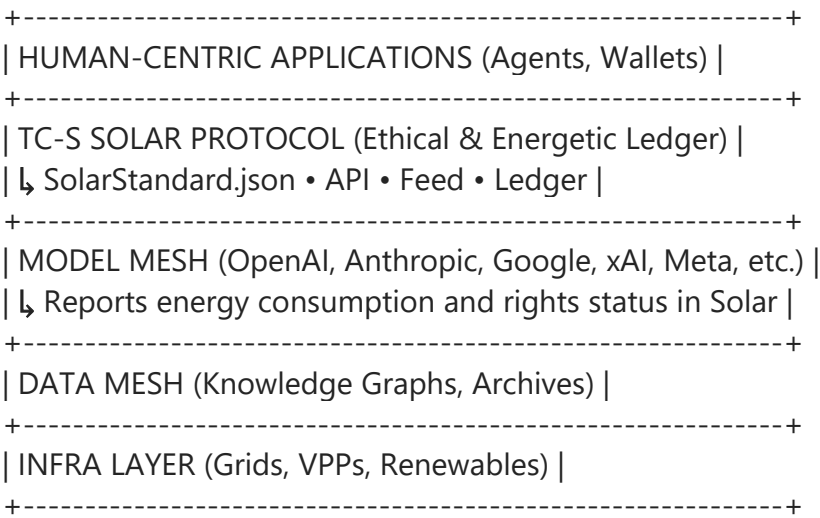 +--------------------------------------------------------------+
| HUMAN-CENTRIC APPLICATIONS (Agents, Wallets) |
+--------------------------------------------------------------+
| TC-S SOLAR PROTOCOL (Ethical & Energetic Ledger) |
| ↳ SolarStandard.json • API • Feed • Ledger |
+--------------------------------------------------------------+
| MODEL MESH (OpenAI, Anthropic, Google, xAI, Meta, etc.) |
| ↳ Reports energy consumption and rights status in Solar |
+--------------------------------------------------------------+
| DATA MESH (Knowledge Graphs, Archives) |
+--------------------------------------------------------------+
| INFRA LAYER (Grids, VPPs, Renewables) |
+--------------------------------------------------------------+